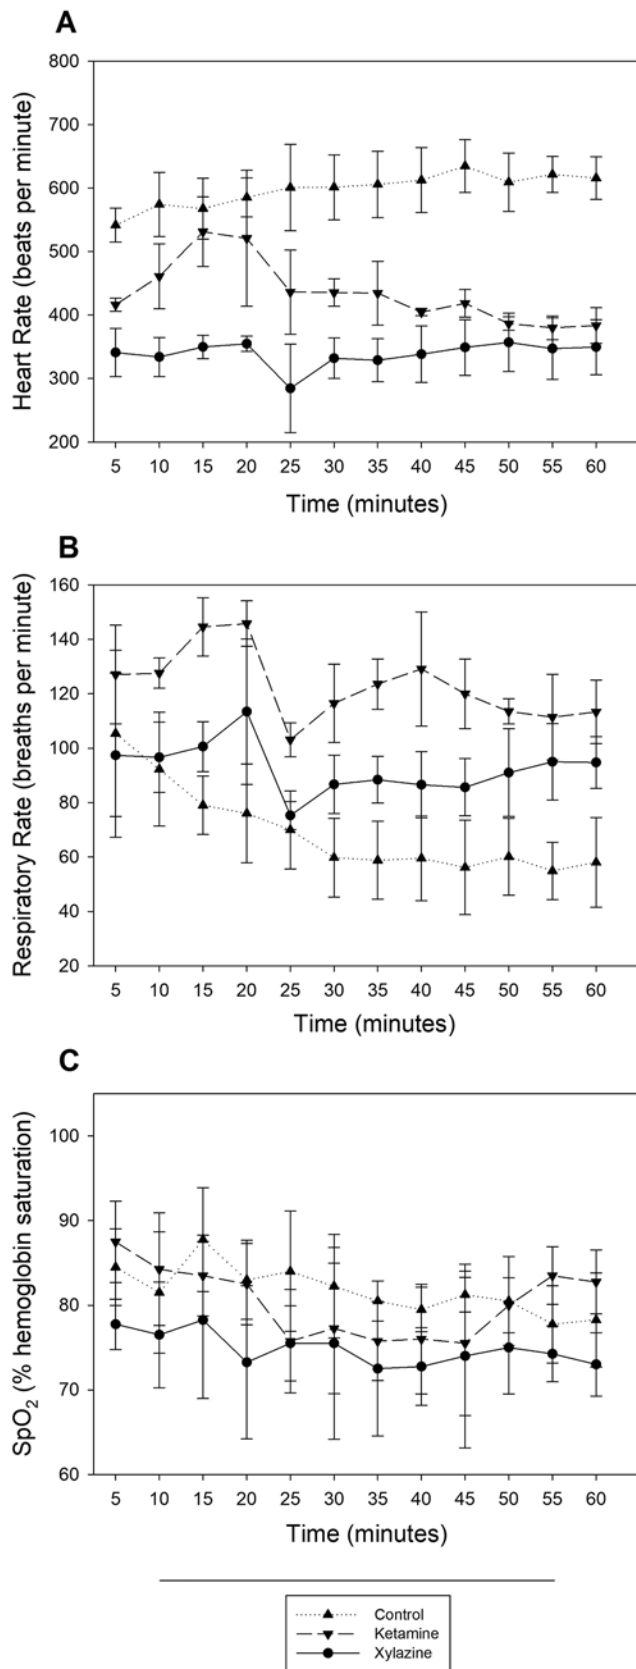 A
Heart Rate (beats per minute)
800
700
600
500
400
300
200
5 10 15 20 25 30 35 40 45 50 55 60
Time (minutes)
B
Respiratory Rate (breaths per minute)
160
140
120
100
80
60
40
20
5 10 15 20 25 30 35 40 45 50 55 60
Time (minutes)
C
SpO₂ (% hemoglobin saturation)
100
90
80
70
60
5 10 15 20 25 30 35 40 45 50 55 60
Time (minutes)
Control
Ketamine
Xylazine